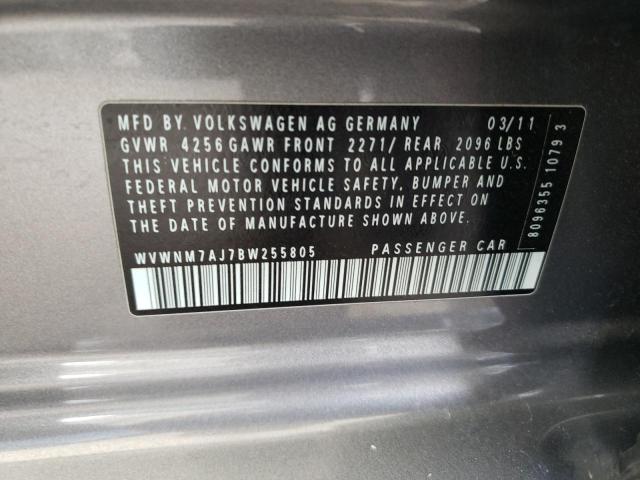 MFD BY. VOLKSWAGEN AG GERMANY 03/11
GVWR 4256 GAWR FRONT 2271/ REAR 2096 LBS
THIS VEHICLE CONFORMS TO ALL APPLICABLE U.S.
FEDERAL MOTOR VEHICLE SAFETY, BUMPER AND
THEFT PREVENTION STANDARDS IN EFFECT ON
THE DATE OF MANUFACTURE SHOWN ABOVE.
WVWNM7AJ7BW255805 PASSENGER CAR
8096355 1079 3